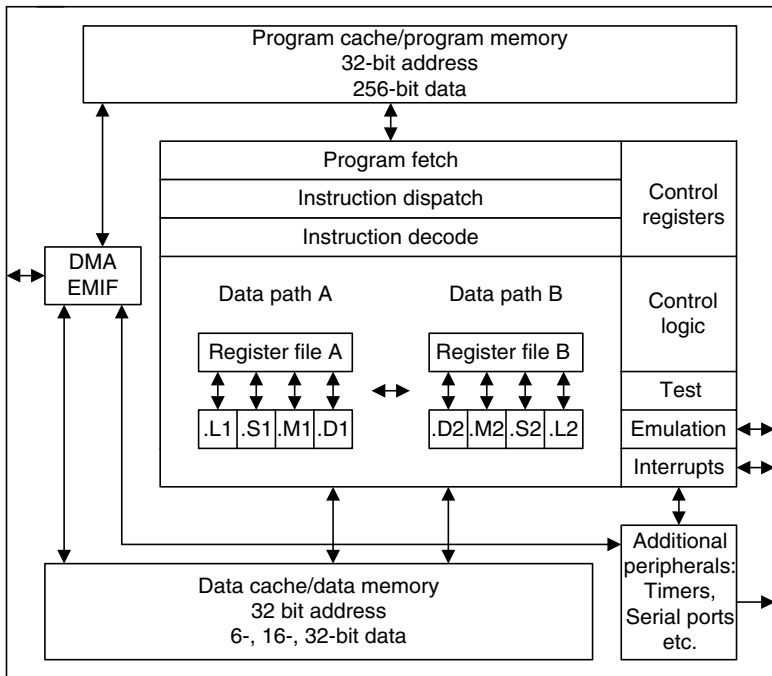 Program cache/program memory
32-bit address
256-bit data
Program fetch
Instruction dispatch
Instruction decode
Control
registers
DMA
EMIF
Data path A
Data path B
Control
logic
Register file A
Register file B
.L1 .S1 .M1 .D1
.D2 .M2 .S2 .L2
Test
Emulation
Interrupts
Data cache/data memory
32 bit address
6-, 16-, 32-bit data
Additional
peripherals:
Timers,
Serial ports
etc.